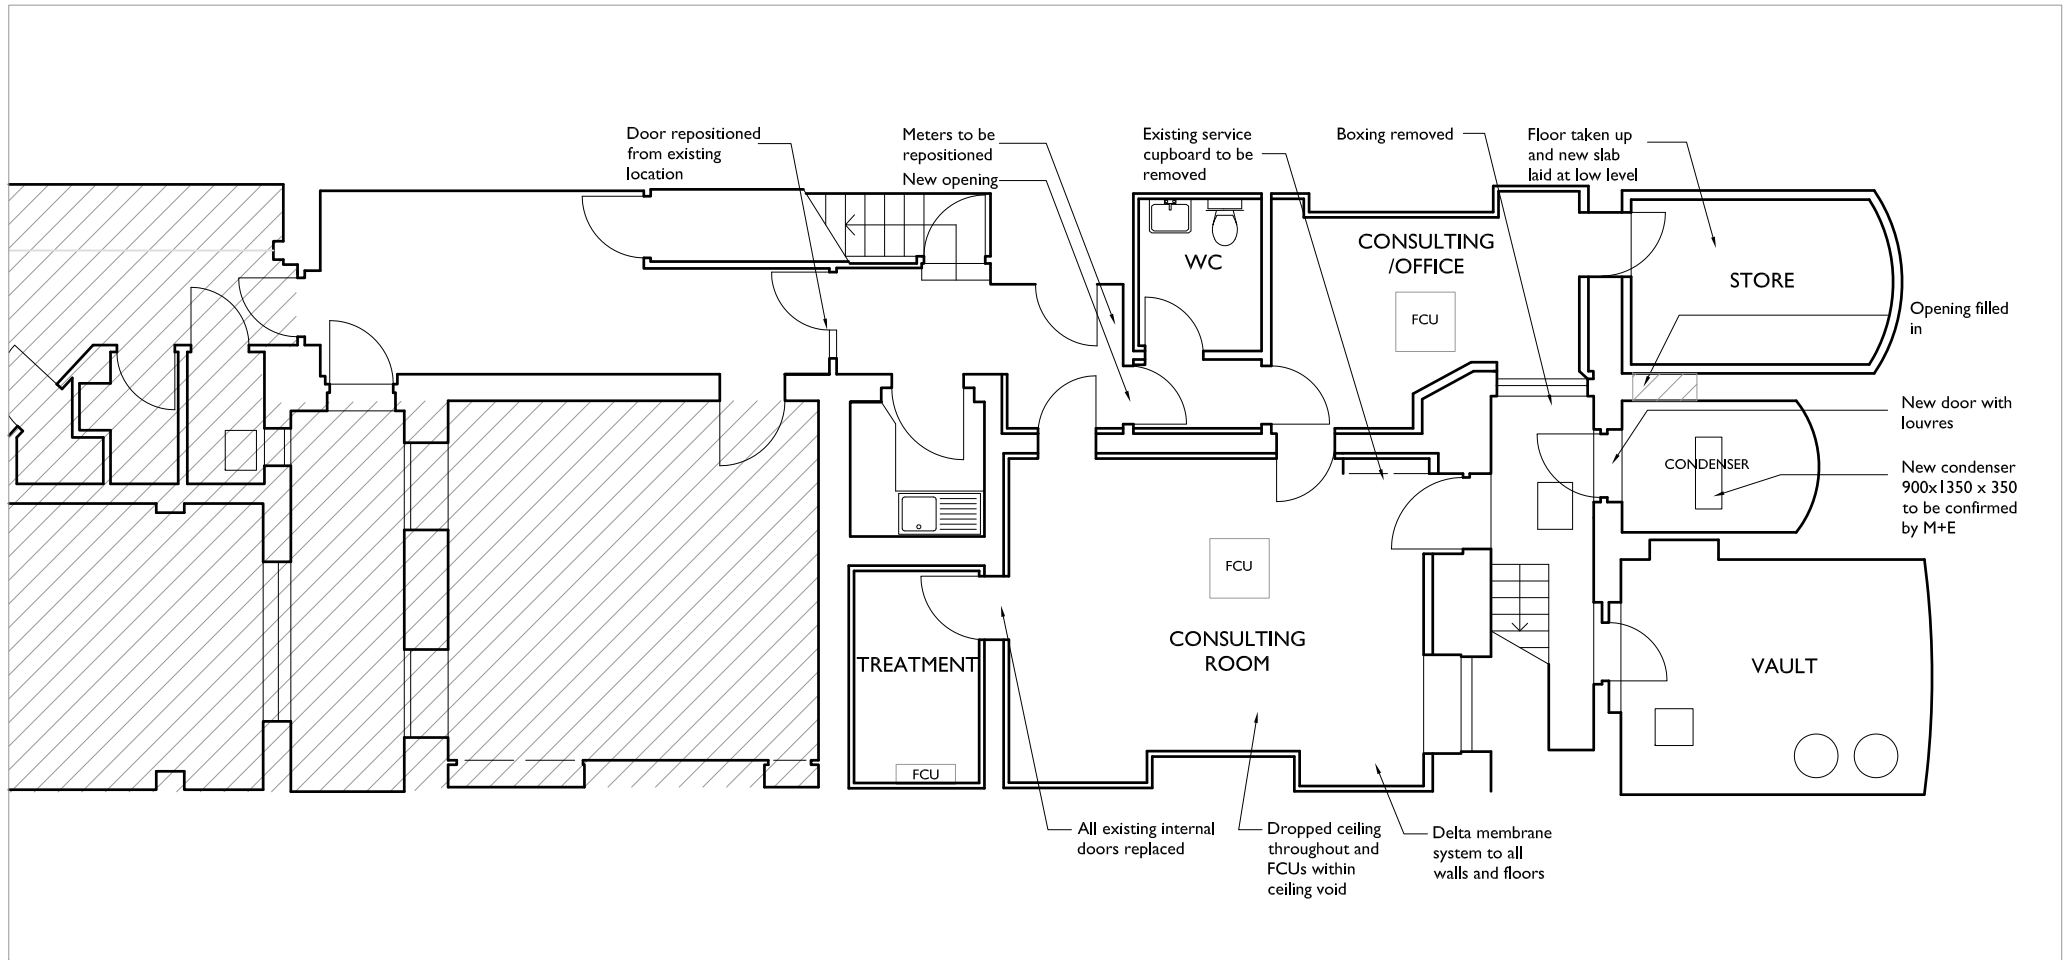 Door repositioned
from existing
location
Meters to be
repositioned
New opening
Existing service
cupboard to be
removed
Boxing removed
Floor taken up
and new slab
laid at low level
WC
CONSULTING
/OFFICE
FCU
STORE
Opening filled
in
New door with
louvres
CONDENSER
New condenser
900x1350 x 350
to be confirmed
by M+E
FCU
CONSULTING
ROOM
TREATMENT
FCU
VAULT
All existing internal
doors replaced
Dropped ceiling
throughout and
FCUs within
ceiling void
Delta membrane
system to all
walls and floors